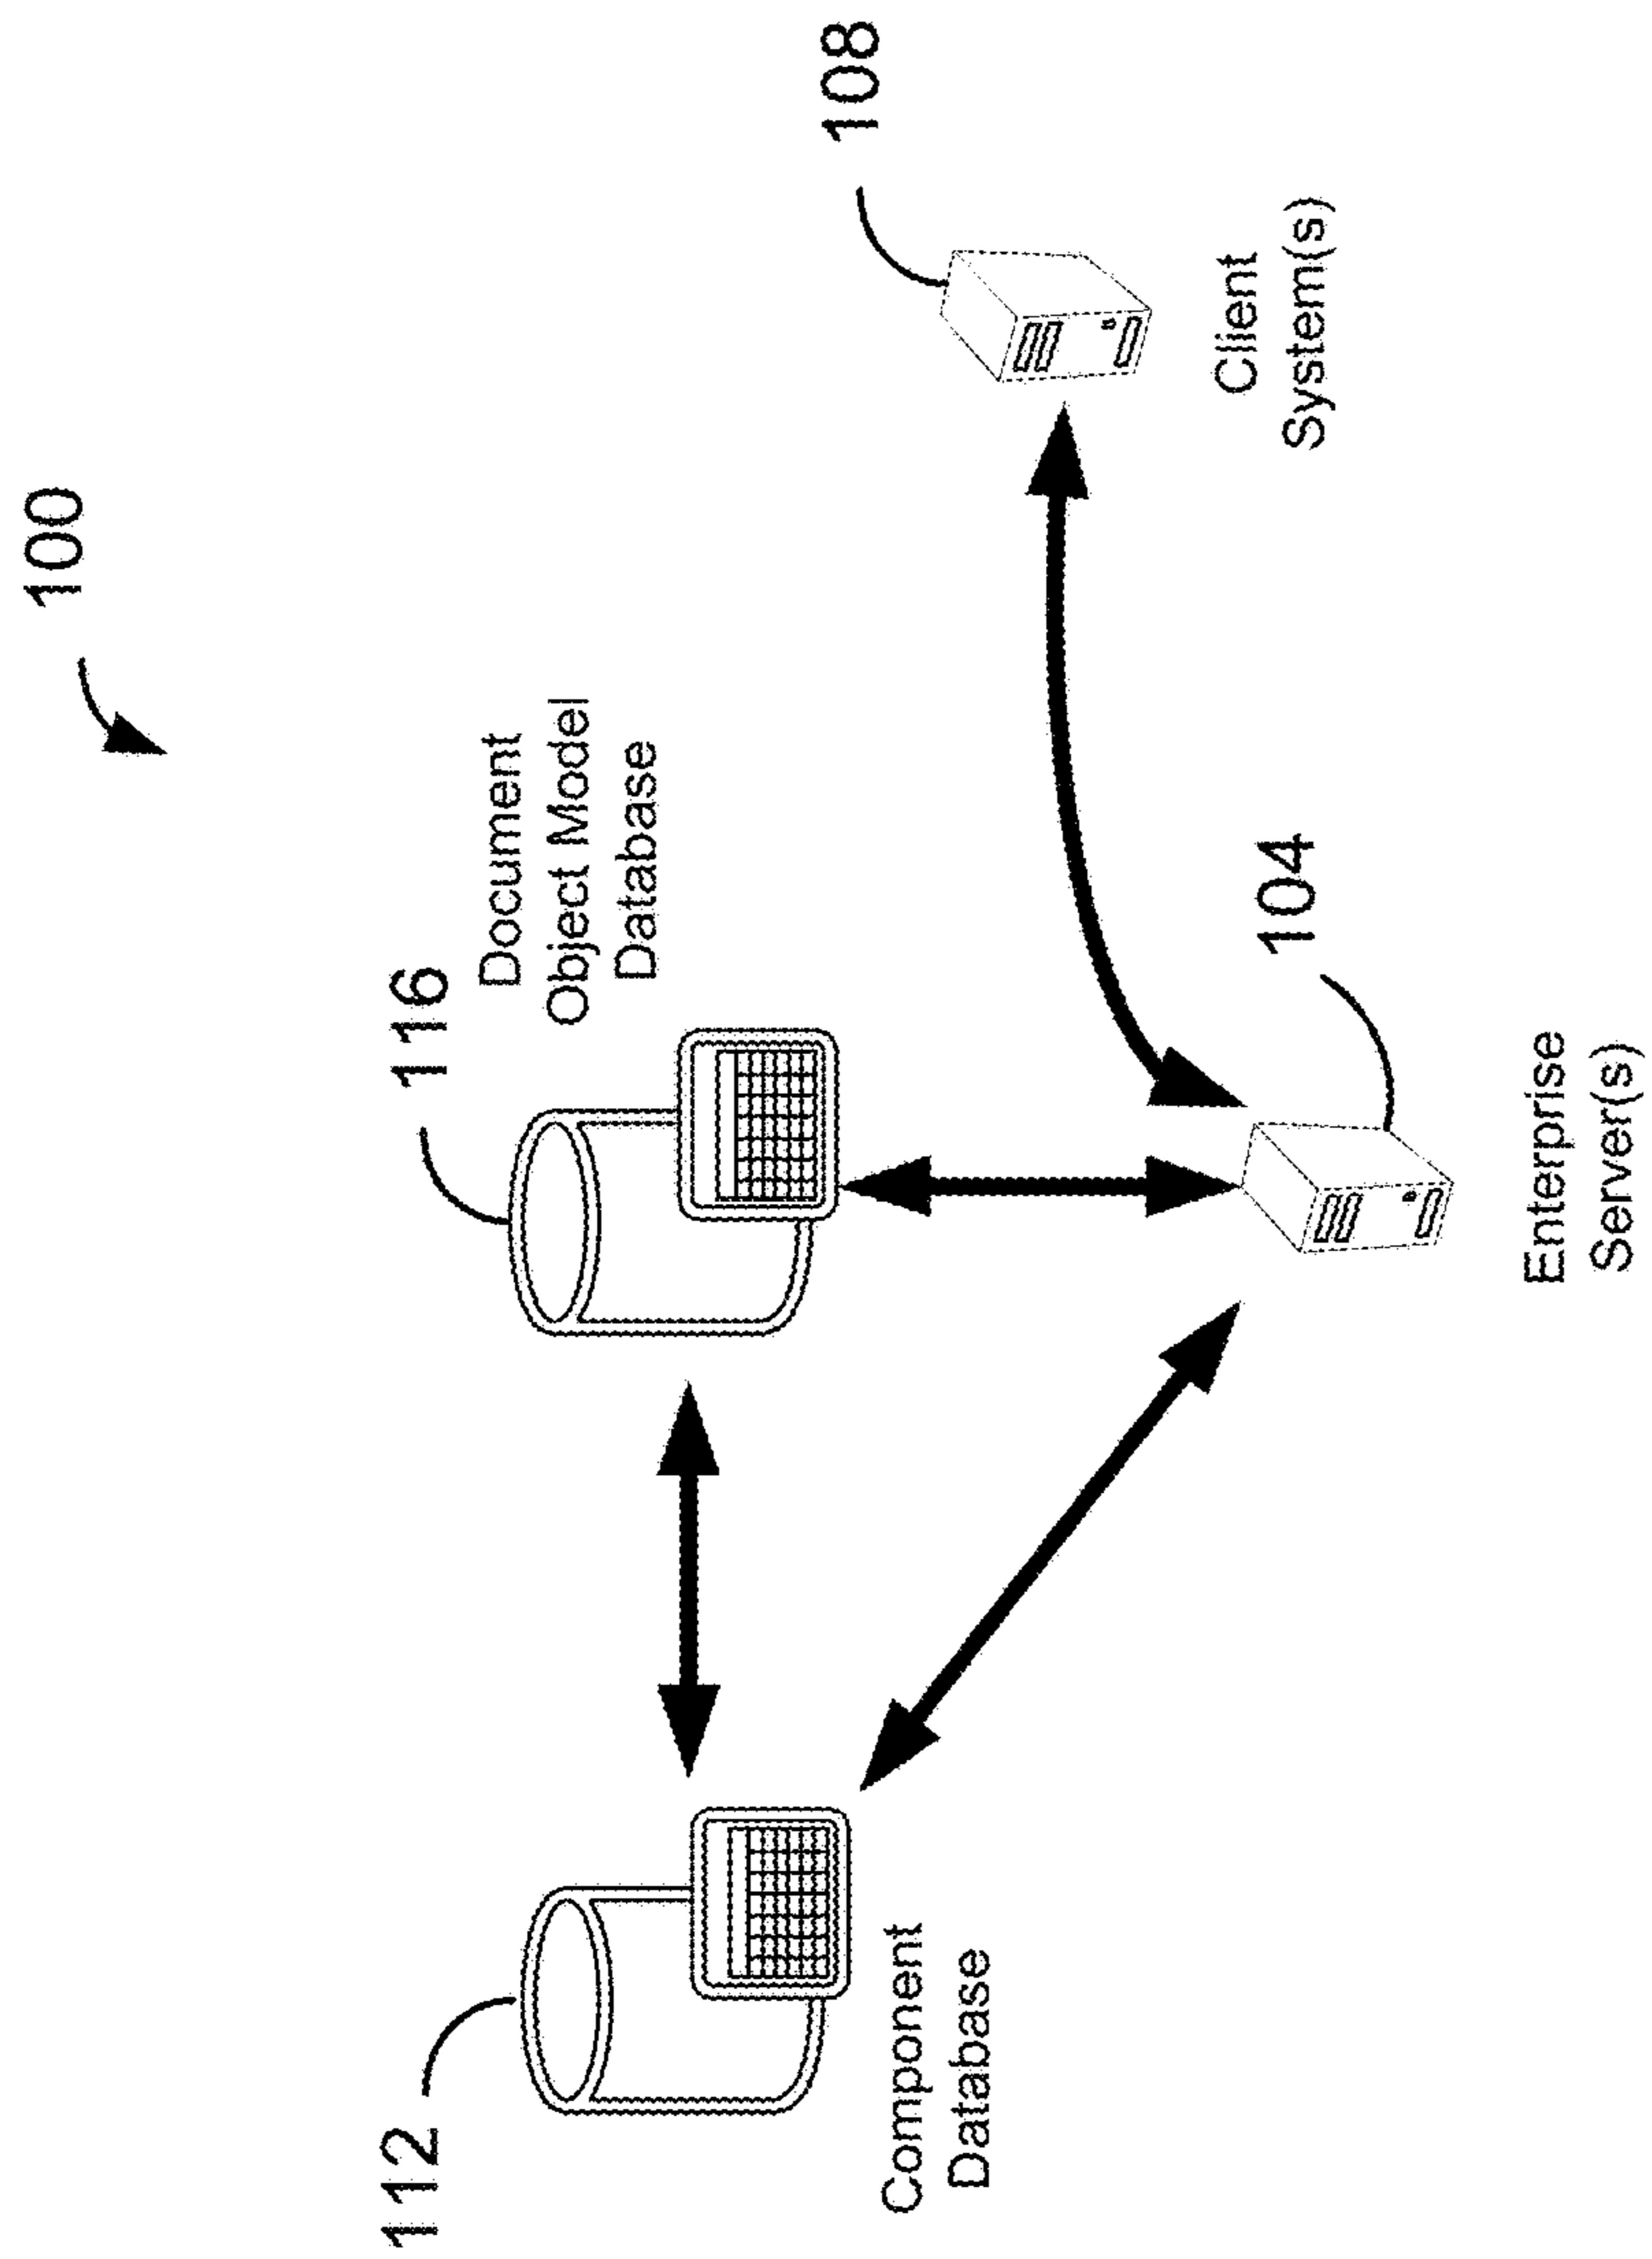 100
116
Document
Object Model
Database
108
Client
System(s)
112
Component
Database
104
Enterprise
Server(s)